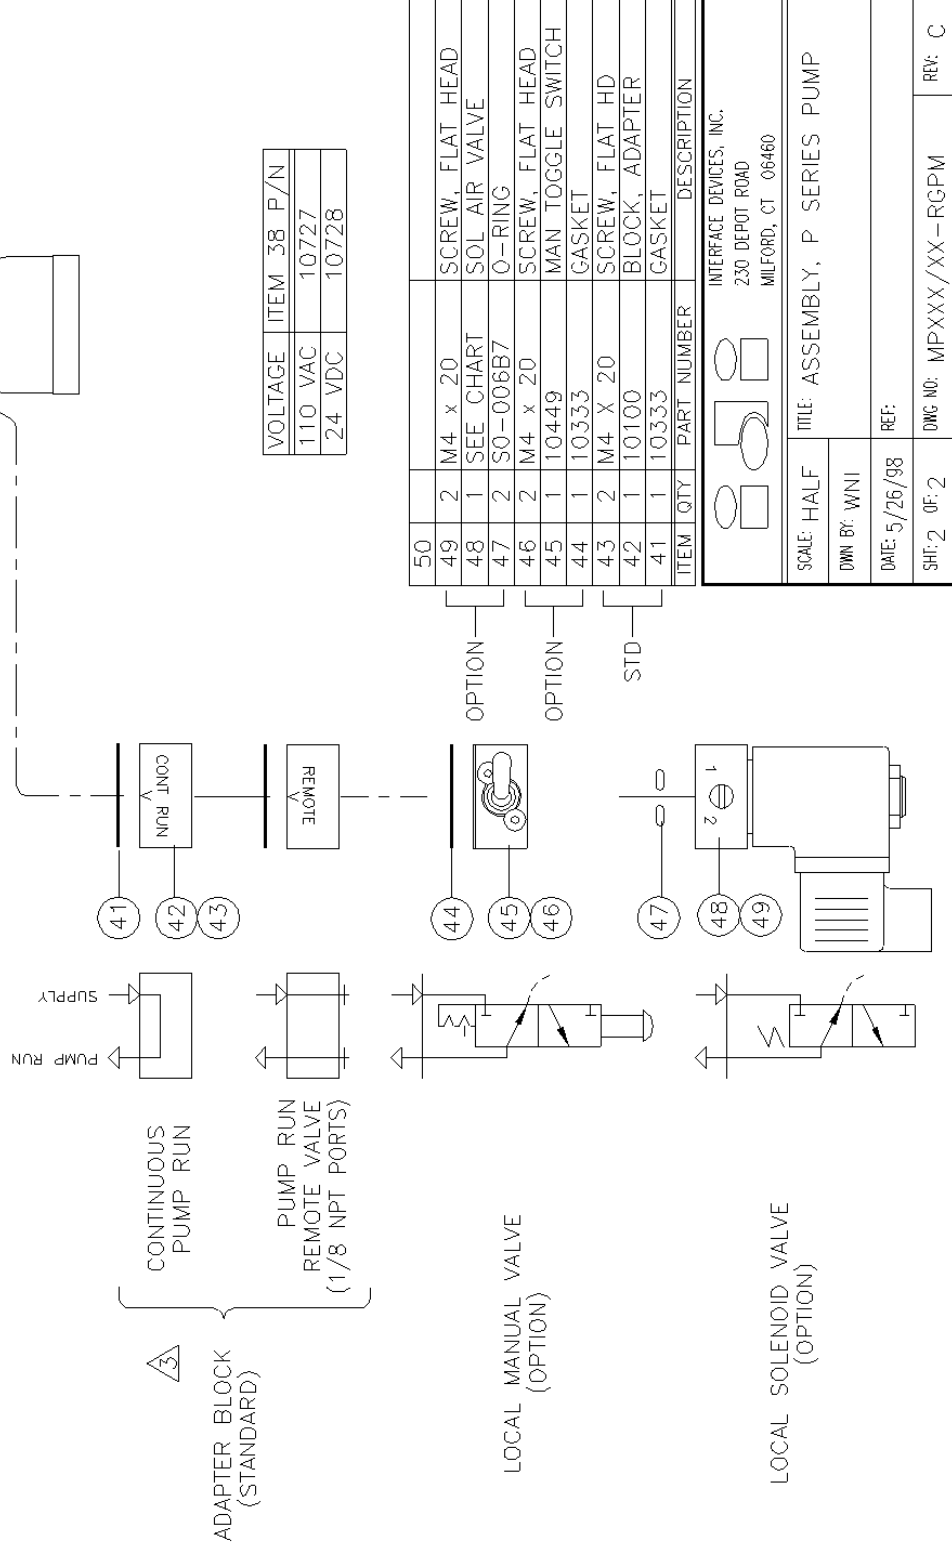 SUPPLY
PUMP RUN
CONTINUOUS
PUMP RUN
PUMP RUN
REMOTE VALVE
(1/8 NPT PORTS)
3
ADAPTER BLOCK
(STANDARD)
LOCAL MANUAL VALVE
(OPTION)
LOCAL SOLENOID VALVE
(OPTION)
CONT RUN
REMOTE
41
42
43
44
45
46
47
1
2
48
49
OPTION
OPTION
STD
VOLTAGE ITEM 38 P/N
110 VAC 10727
24 VDC 10728
50
49 2 M4 x 20 SCREW, FLAT HEAD
48 1 SEE CHART SOL AIR VALVE
47 2 SO-006B7 O-RING
46 2 M4 x 20 SCREW, FLAT HEAD
45 1 10449 MAN TOGGLE SWITCH
44 1 10333 GASKET
43 2 M4 X 20 SCREW, FLAT HD
42 1 10100 BLOCK, ADAPTER
41 1 10333 GASKET
ITEM QTY PART NUMBER DESCRIPTION
INTERFACE DEVICES, INC.
230 DEPOT ROAD
MILFORD, CT 06460
SCALE: HALF
TITLE: ASSEMBLY, P SERIES PUMP
DWN BY: WNI
DATE: 5/26/98
REF:
SHT: 2 OF: 2
DWG NO: MPXXX/XX-RGPM
REV: C